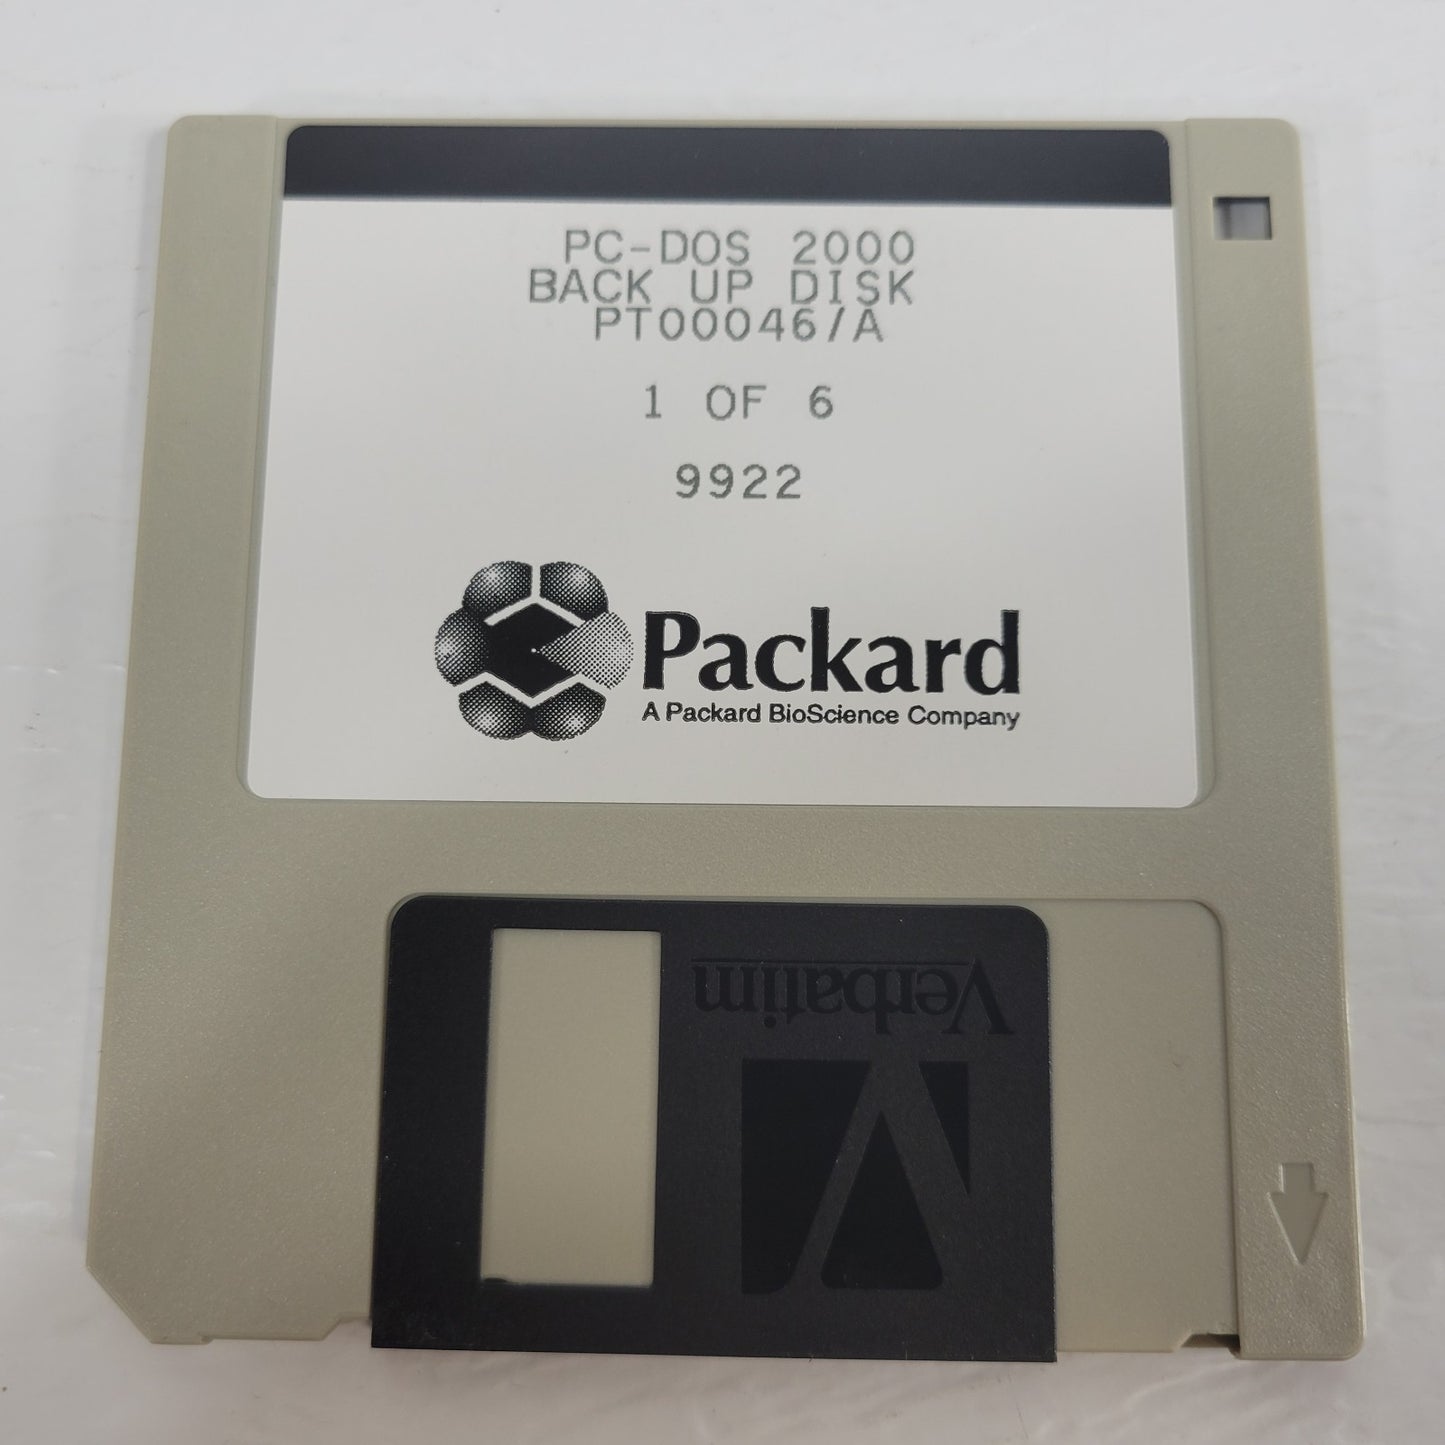 PC-DOS 2000
BACK UP DISK
PT00046/A
1 OF 6
9922
Packard
A Packard BioScience Company
Verbatim